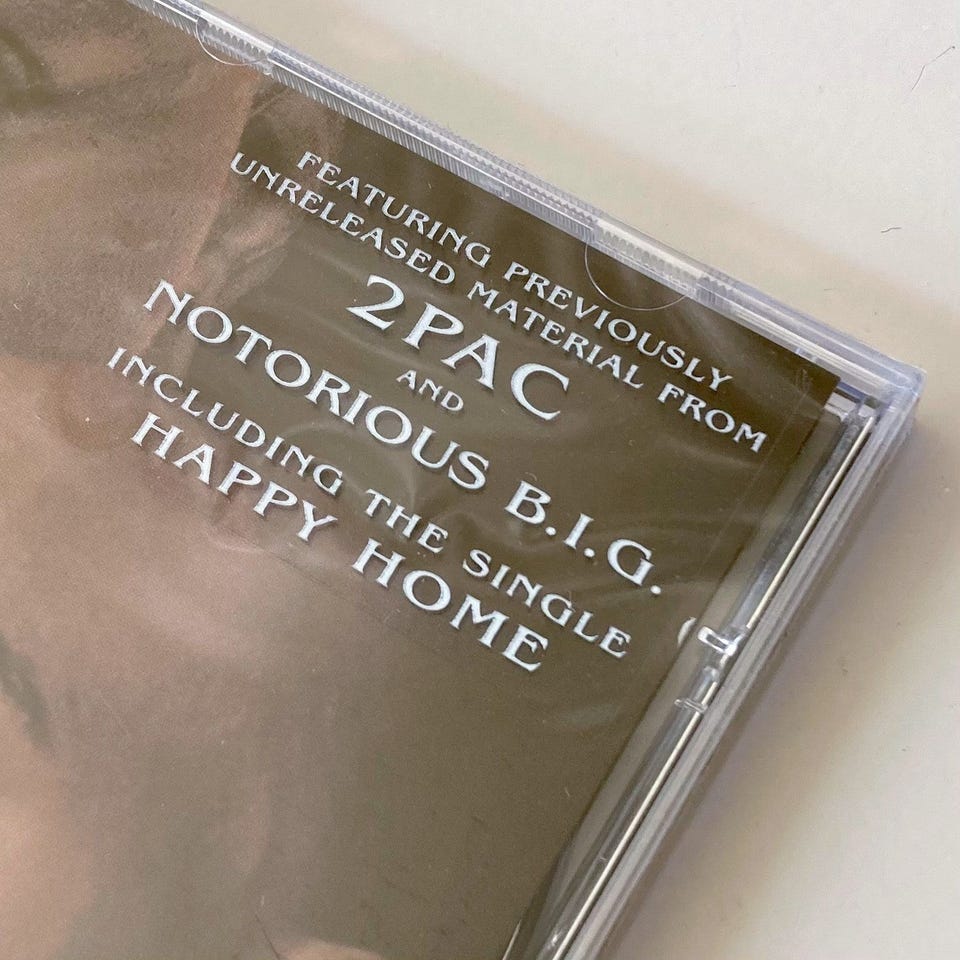 FEATURING PREVIOUSLY
UNRELEASED MATERIAL FROM
2PAC
AND
NOTORIOUS B.I.G.
INCLUDING THE SINGLE
HAPPY HOME